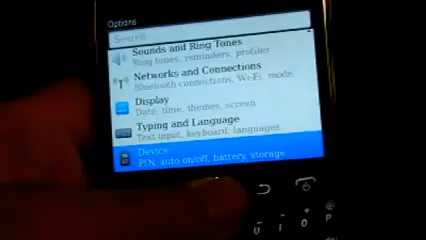 Options
Search
Sounds and Ring Tones
Ring tones, reminders, profiles
Networks and Connections
Bluetooth connections, Wi-Fi, mode
Display
Date, time, themes, screen
Typing and Language
Text input, keyboard, languages
Device
PIN, auto on/off, battery, storage
_ - + @
U I O P